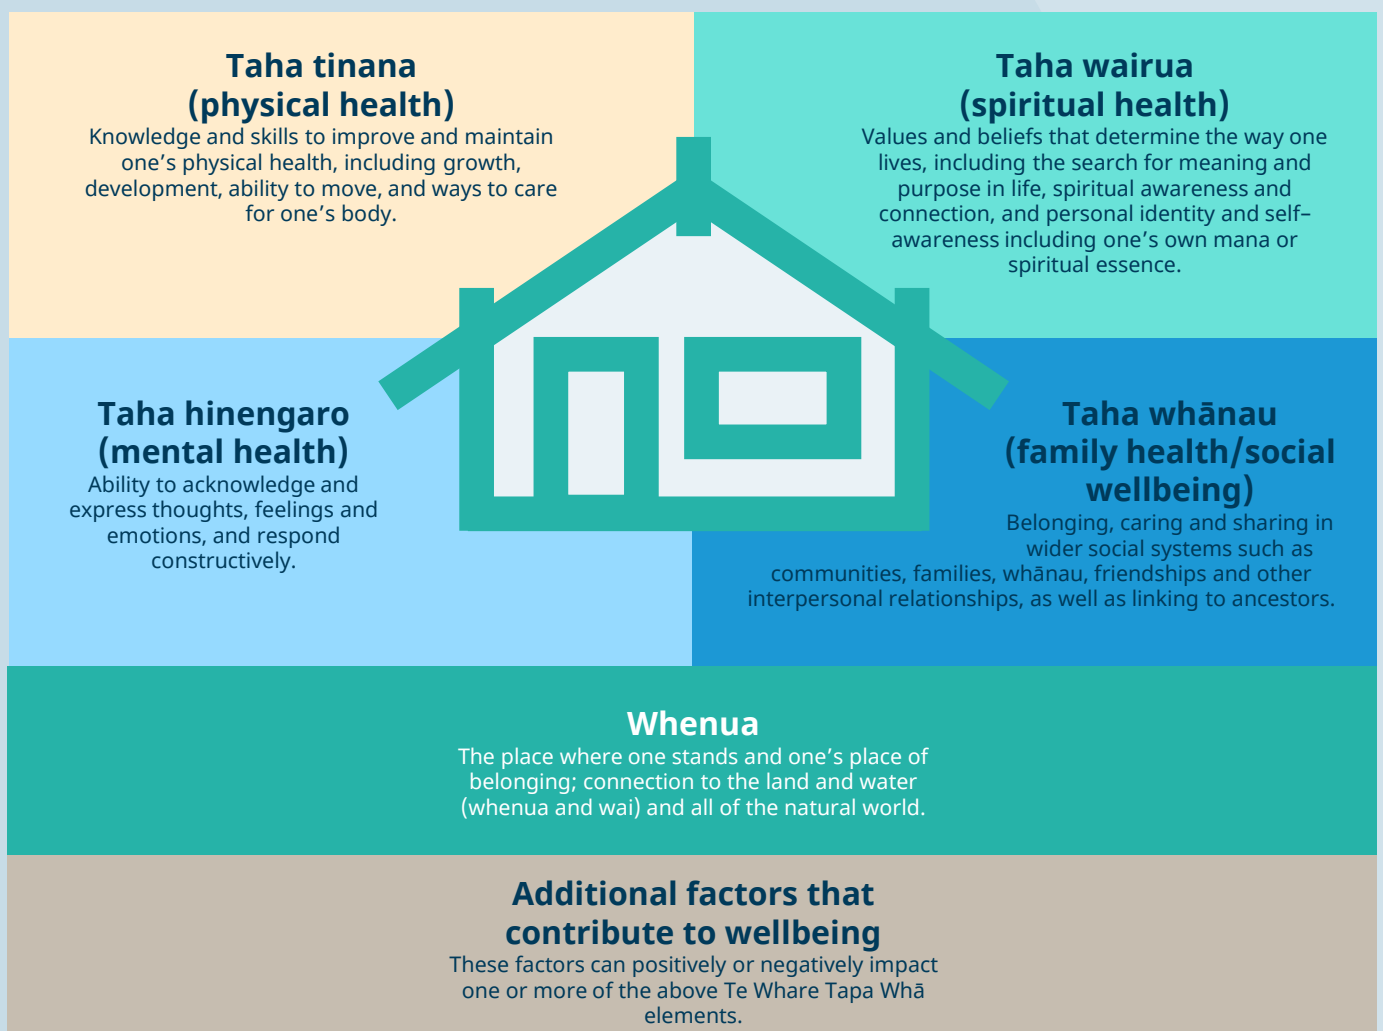 Taha tinana
(physical health)
Knowledge and skills to improve and maintain
one’s physical health, including growth,
development, ability to move, and ways to care
for one’s body.
Taha wairua
(spiritual health)
Values and beliefs that determine the way one
lives, including the search for meaning and
purpose in life, spiritual awareness and
connection, and personal identity and self–
awareness including one’s own mana or
spiritual essence.
Taha hinengaro
(mental health)
Ability to acknowledge and
express thoughts, feelings and
emotions, and respond
constructively.
Taha whānau
(family health/social
wellbeing)
Belonging, caring and sharing in
wider social systems such as
communities, families, whānau, friendships and other
interpersonal relationships, as well as linking to ancestors.
Whenua
The place where one stands and one’s place of
belonging; connection to the land and water
(whenua and wai) and all of the natural world.
Additional factors that
contribute to wellbeing
These factors can positively or negatively impact
one or more of the above Te Whare Tapa Whā
elements.